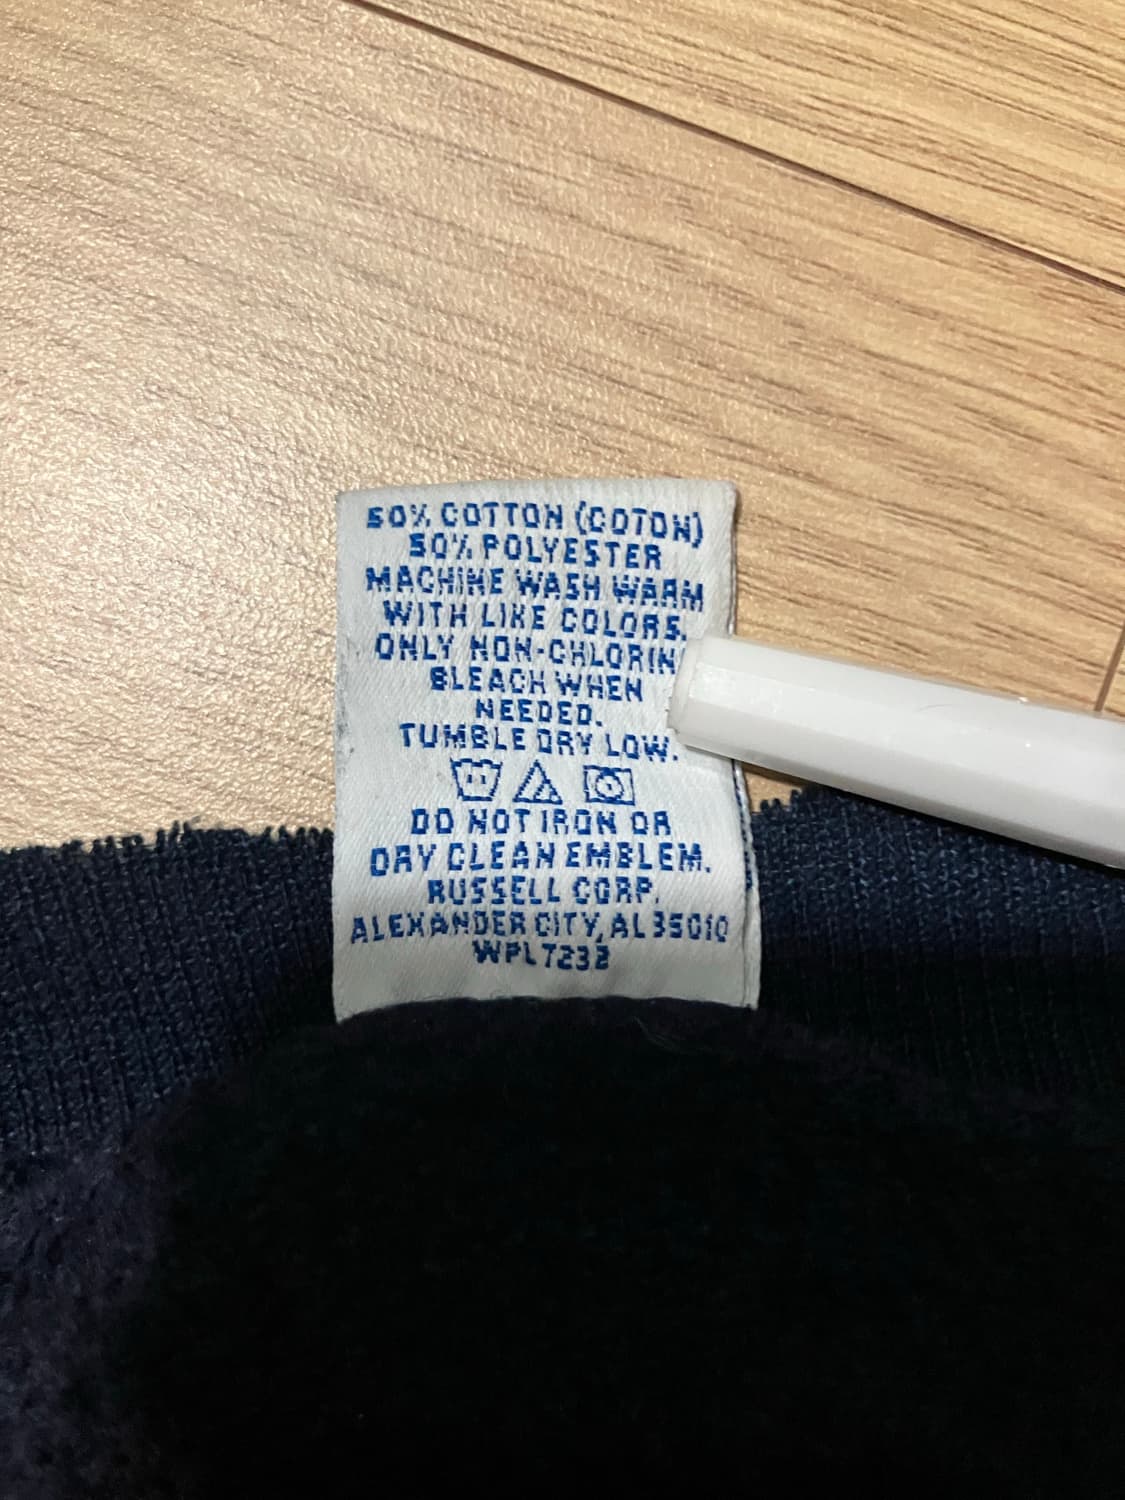 50% COTTON (COTON)
50% POLYESTER
MACHINE WASH WARM
WITH LIKE COLORS.
ONLY NON-CHLORIN
BLEACH WHEN
NEEDED.
TUMBLE DRY LOW.
DO NOT IRON OR
DRY CLEAN EMBLEM.
RUSSELL CORP.
ALEXANDER CITY, AL 35010
WPL 7232